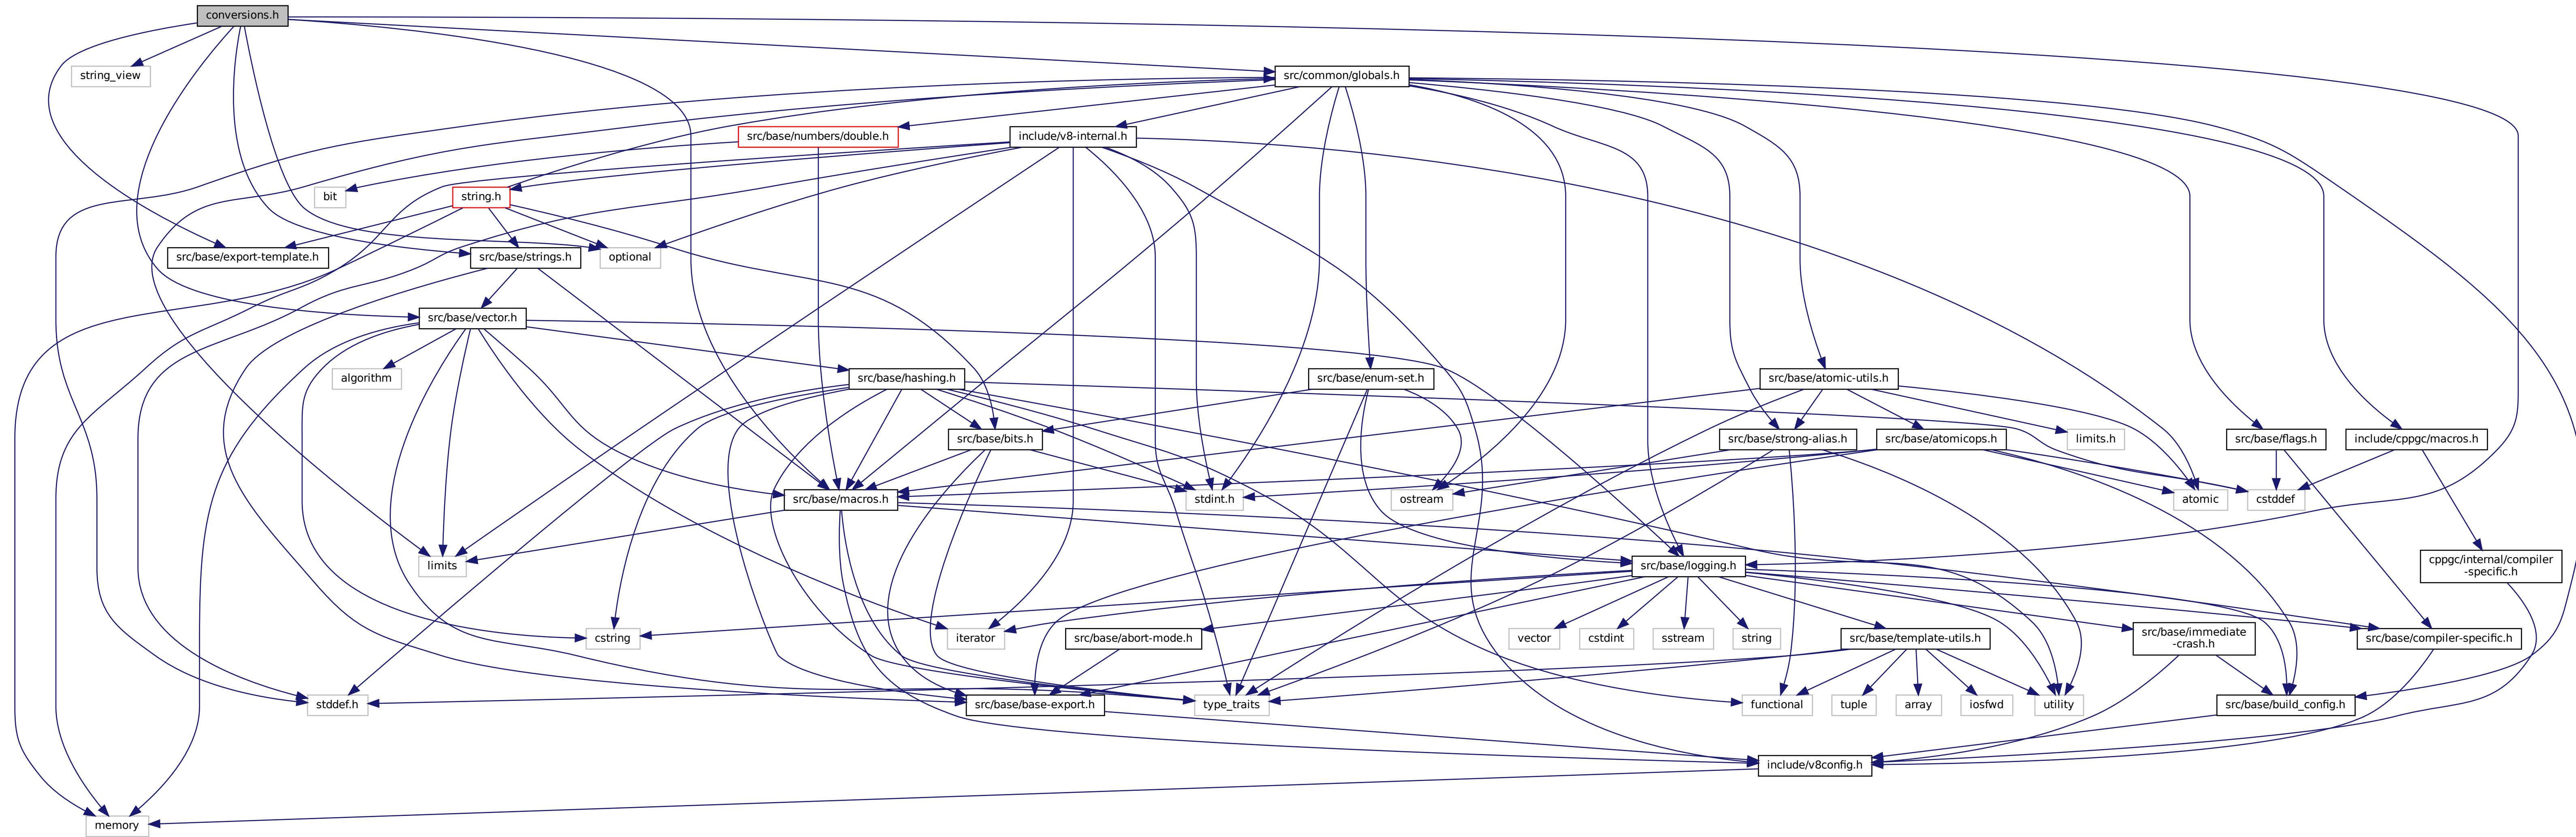 conversions.h
string_view
src/common/globals.h
src/base/numbers/double.h
include/v8-internal.h
bit
string.h
src/base/export-template.h
src/base/strings.h
optional
src/base/vector.h
algorithm
src/base/hashing.h
src/base/enum-set.h
src/base/atomic-utils.h
src/base/bits.h
src/base/strong-alias.h
src/base/atomicops.h
limits.h
src/base/flags.h
include/cppgc/macros.h
src/base/macros.h
stdint.h
ostream
atomic
cstddef
limits
src/base/logging.h
cppgc/internal/compiler
-specific.h
cstring
iterator
src/base/abort-mode.h
vector
cstdint
sstream
string
src/base/template-utils.h
src/base/immediate
-crash.h
src/base/compiler-specific.h
stddef.h
src/base/base-export.h
type_traits
functional
tuple
array
iosfwd
utility
src/base/build_config.h
include/v8config.h
memory